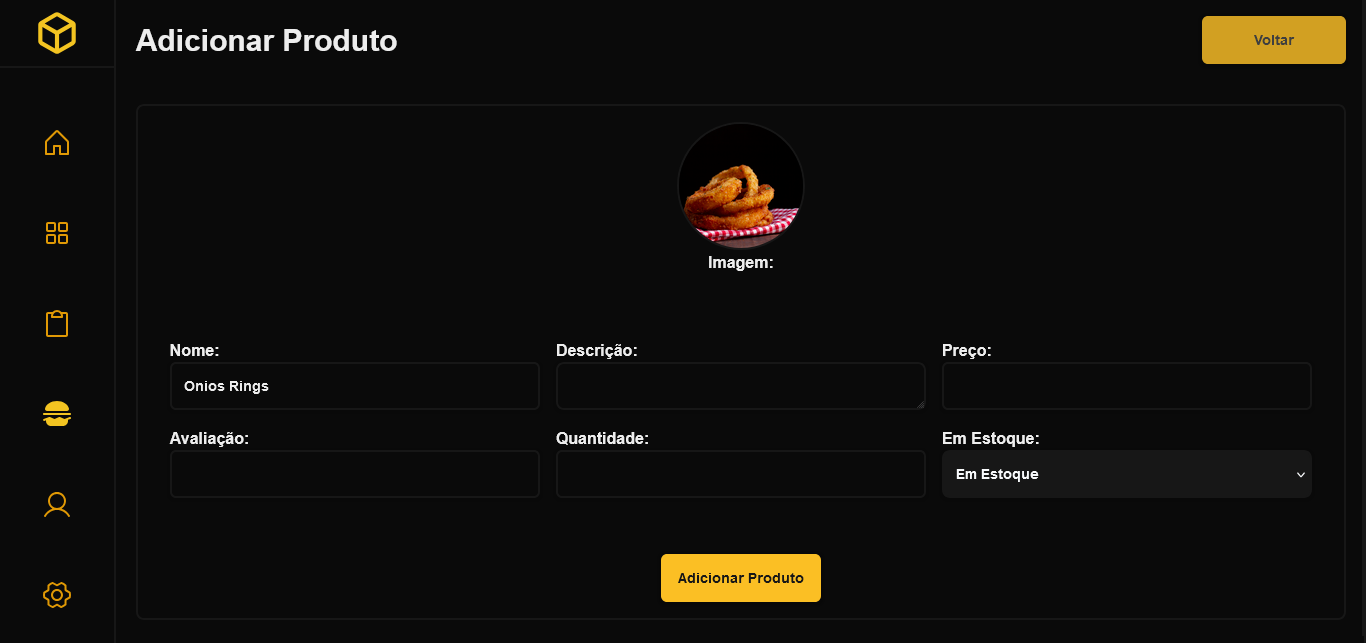 Adicionar Produto
Voltar
Imagem:
Nome:
Descrição:
Preço:
Onios Rings
Avaliação:
Quantidade:
Em Estoque:
Em Estoque
Adicionar Produto